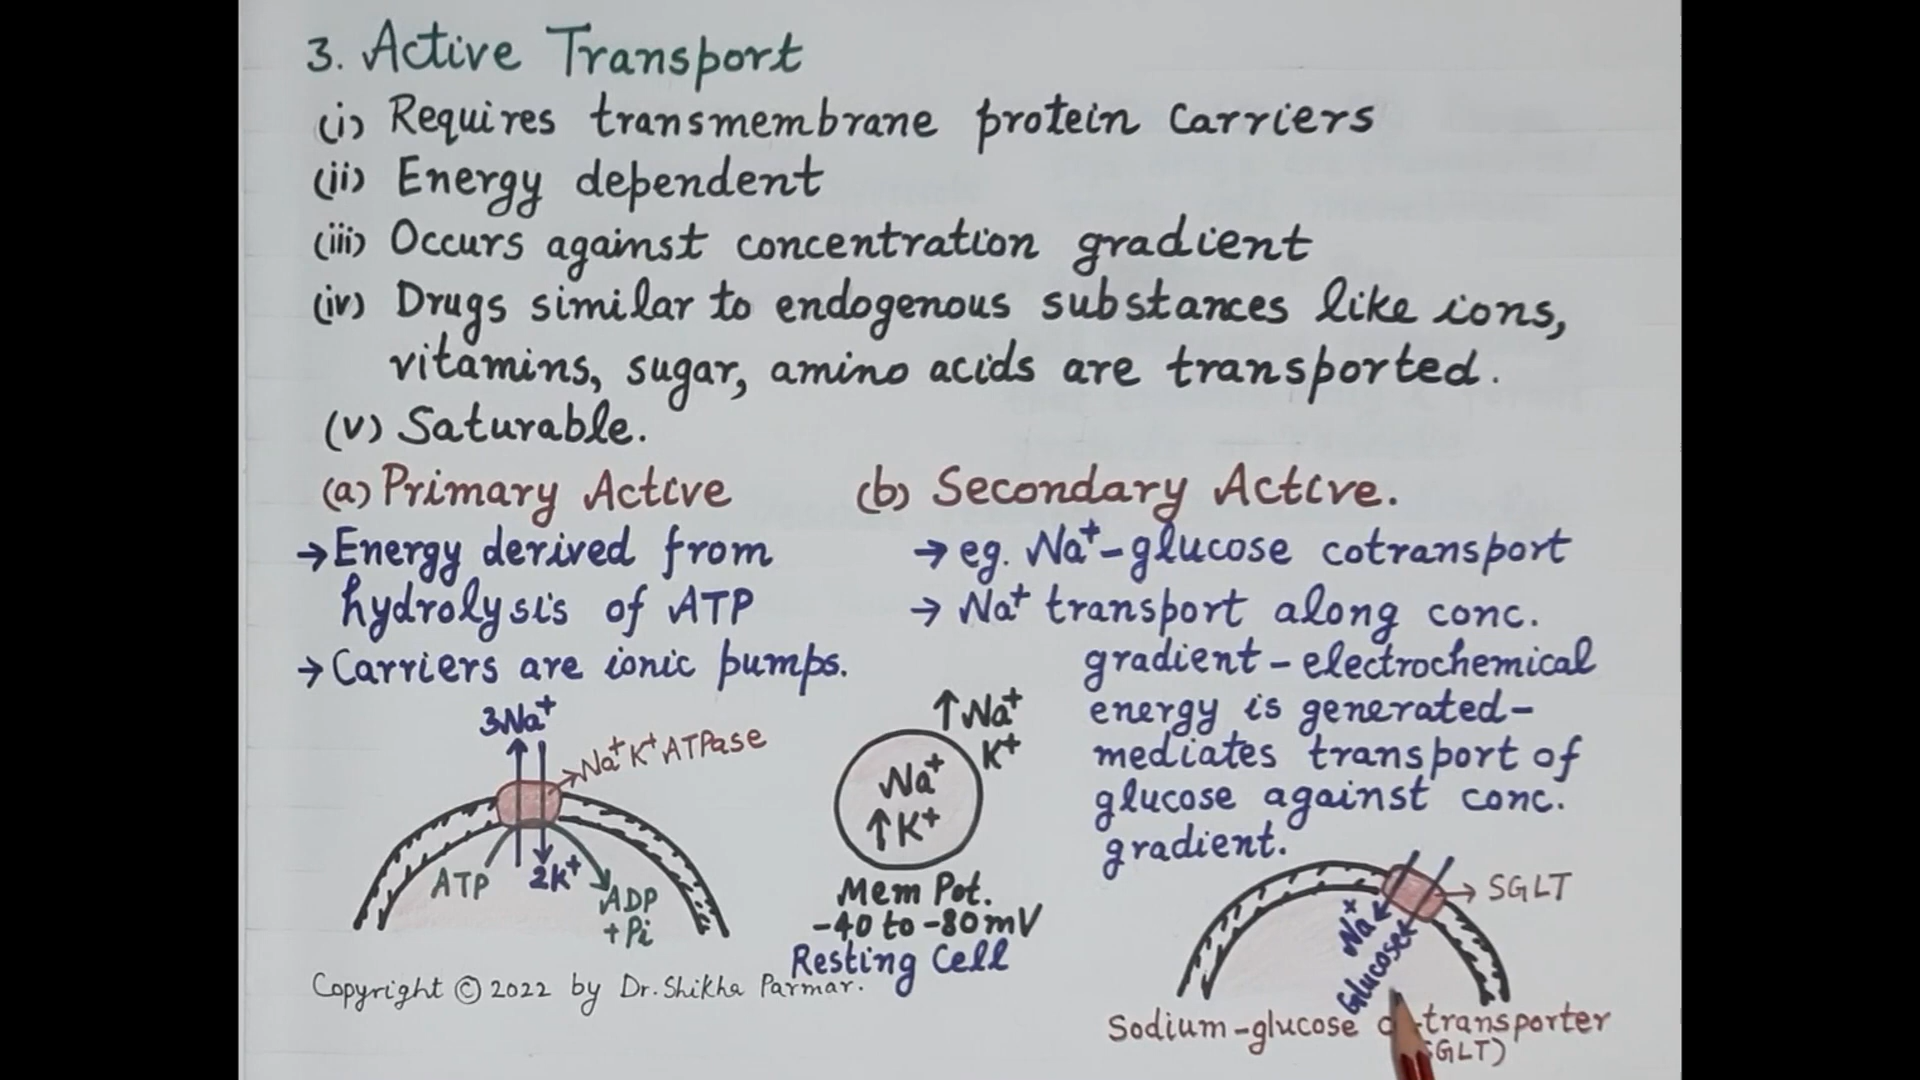 3. Active Transport
(i) Requires transmembrane protein carriers
(ii) Energy dependent
(iii) Occurs against concentration gradient
(iv) Drugs similar to endogenous substances like ions,
vitamins, sugar, amino acids are transported.
(v) Saturable.
(a) Primary Active
→ Energy derived from
hydrolysis of ATP
→ Carriers are ionic pumps.
3Na⁺
Na⁺K⁺ATPase
ATP
2K⁺
ADP
+ Pi
↑Na⁺
K⁺
Na⁺
↑K⁺
Mem Pot.
-40 to -80mV
Resting Cell
(b) Secondary Active.
→ eg. Na⁺-glucose cotransport
→ Na⁺ transport along conc.
gradient - electrochemical
energy is generated-
mediates transport of
glucose against conc.
gradient.
SGLT
Na⁺
Glucose
Sodium-glucose transporter
GLT)
Copyright © 2022 by Dr. Shikha Parmar.